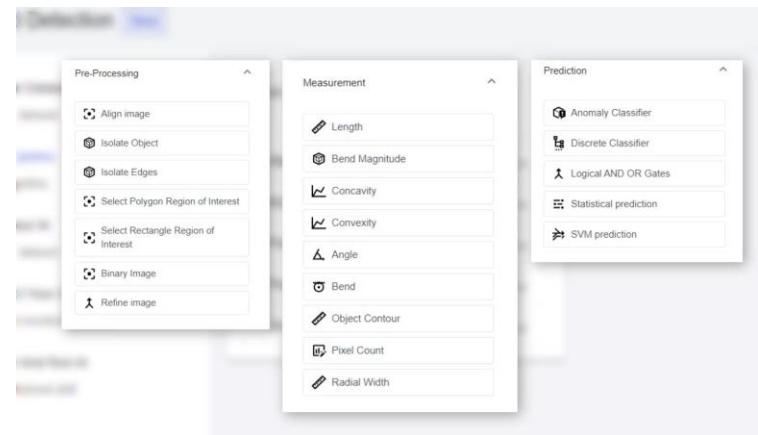 Detection New
Pre-Processing
Align image
Isolate Object
Isolate Edges
Select Polygon Region of Interest
Select Rectangle Region of
Interest
Binary Image
Refine image
Measurement
Length
Bend Magnitude
Concavity
Convexity
Angle
Bend
Object Contour
Pixel Count
Radial Width
Prediction
Anomaly Classifier
Discrete Classifier
Logical AND OR Gates
Statistical prediction
SVM prediction